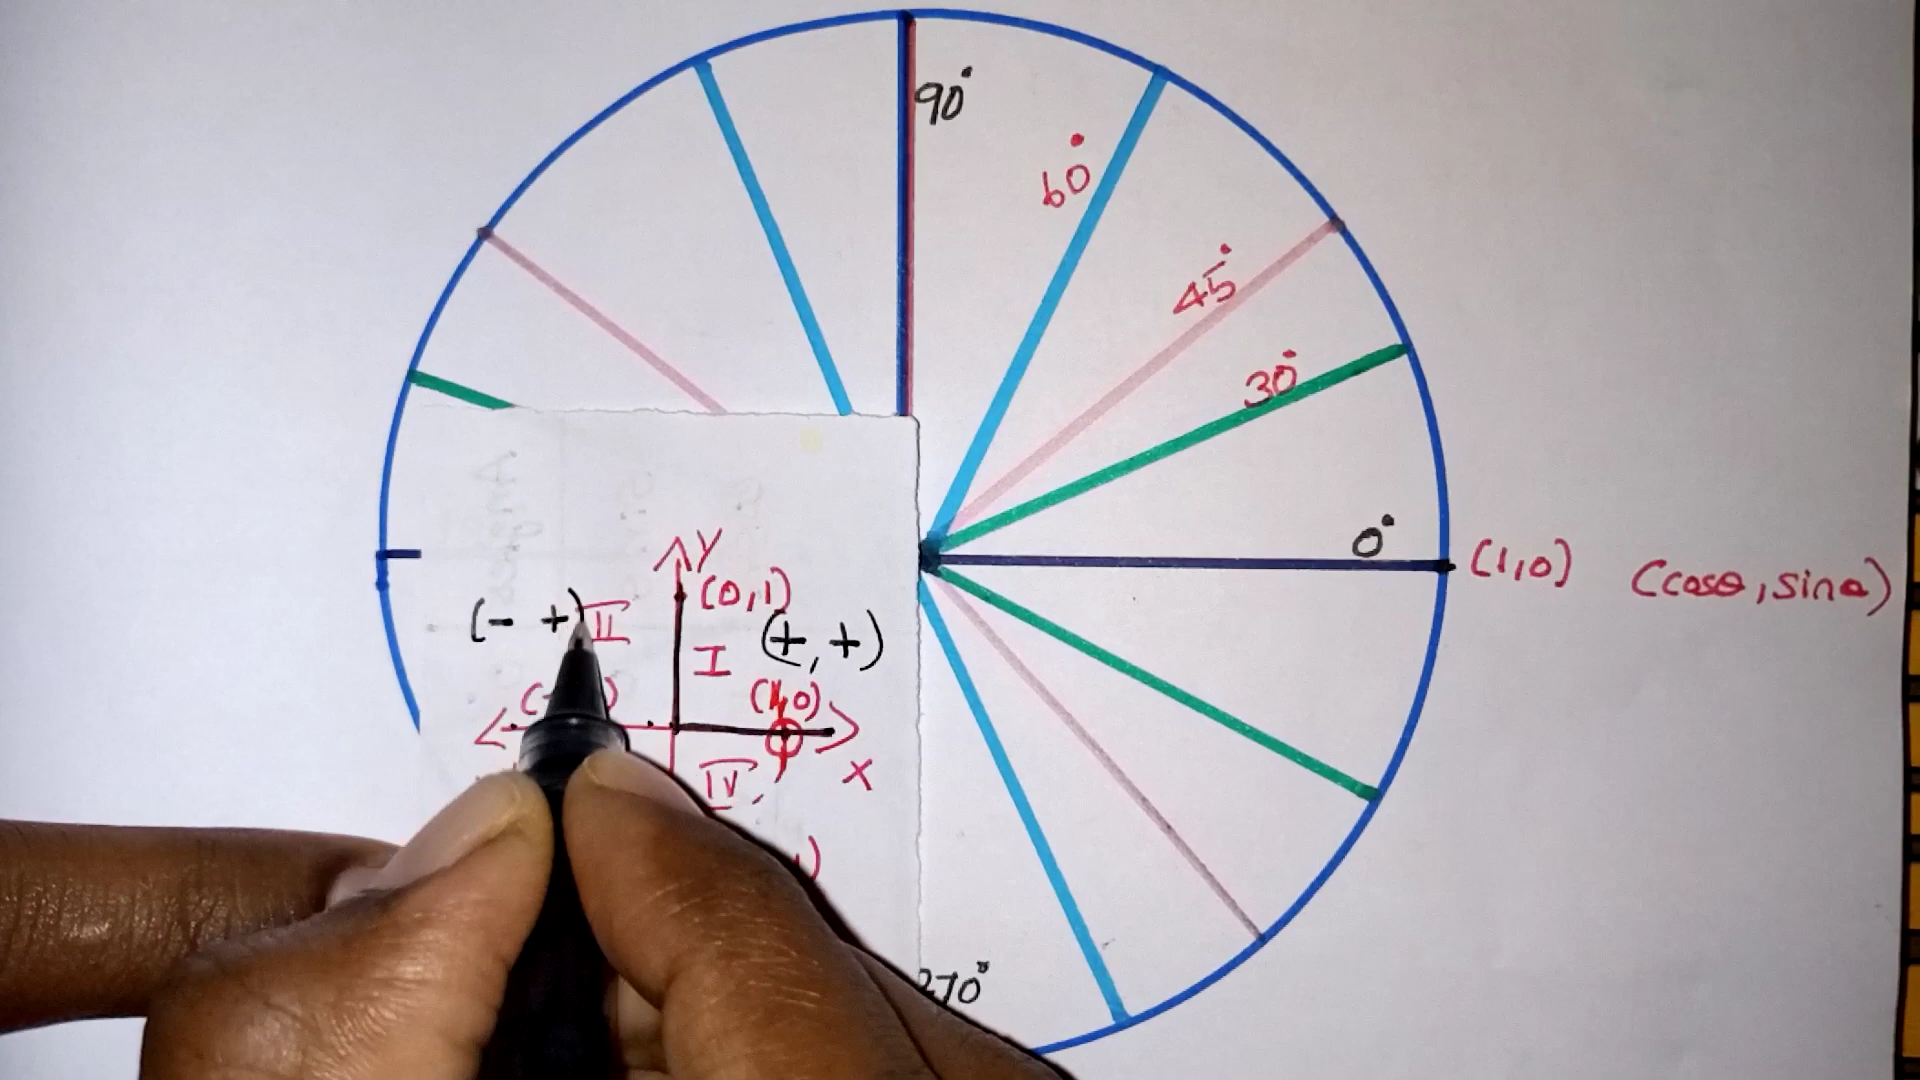 90°
60°
45°
30°
0°
(1,0) (cosθ, sinθ)
Y
(0,1)
(- +) II
I (+,+)
(1,0)
X
IV
270°